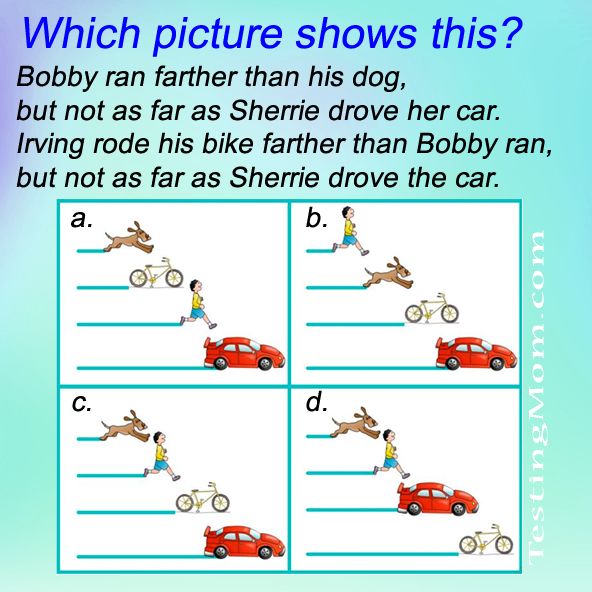 Which picture shows this?
Bobby ran farther than his dog,
but not as far as Sherrie drove her car.
Irving rode his bike farther than Bobby ran,
but not as far as Sherrie drove the car.
a.
b.
c.
d.
TestingMom.com